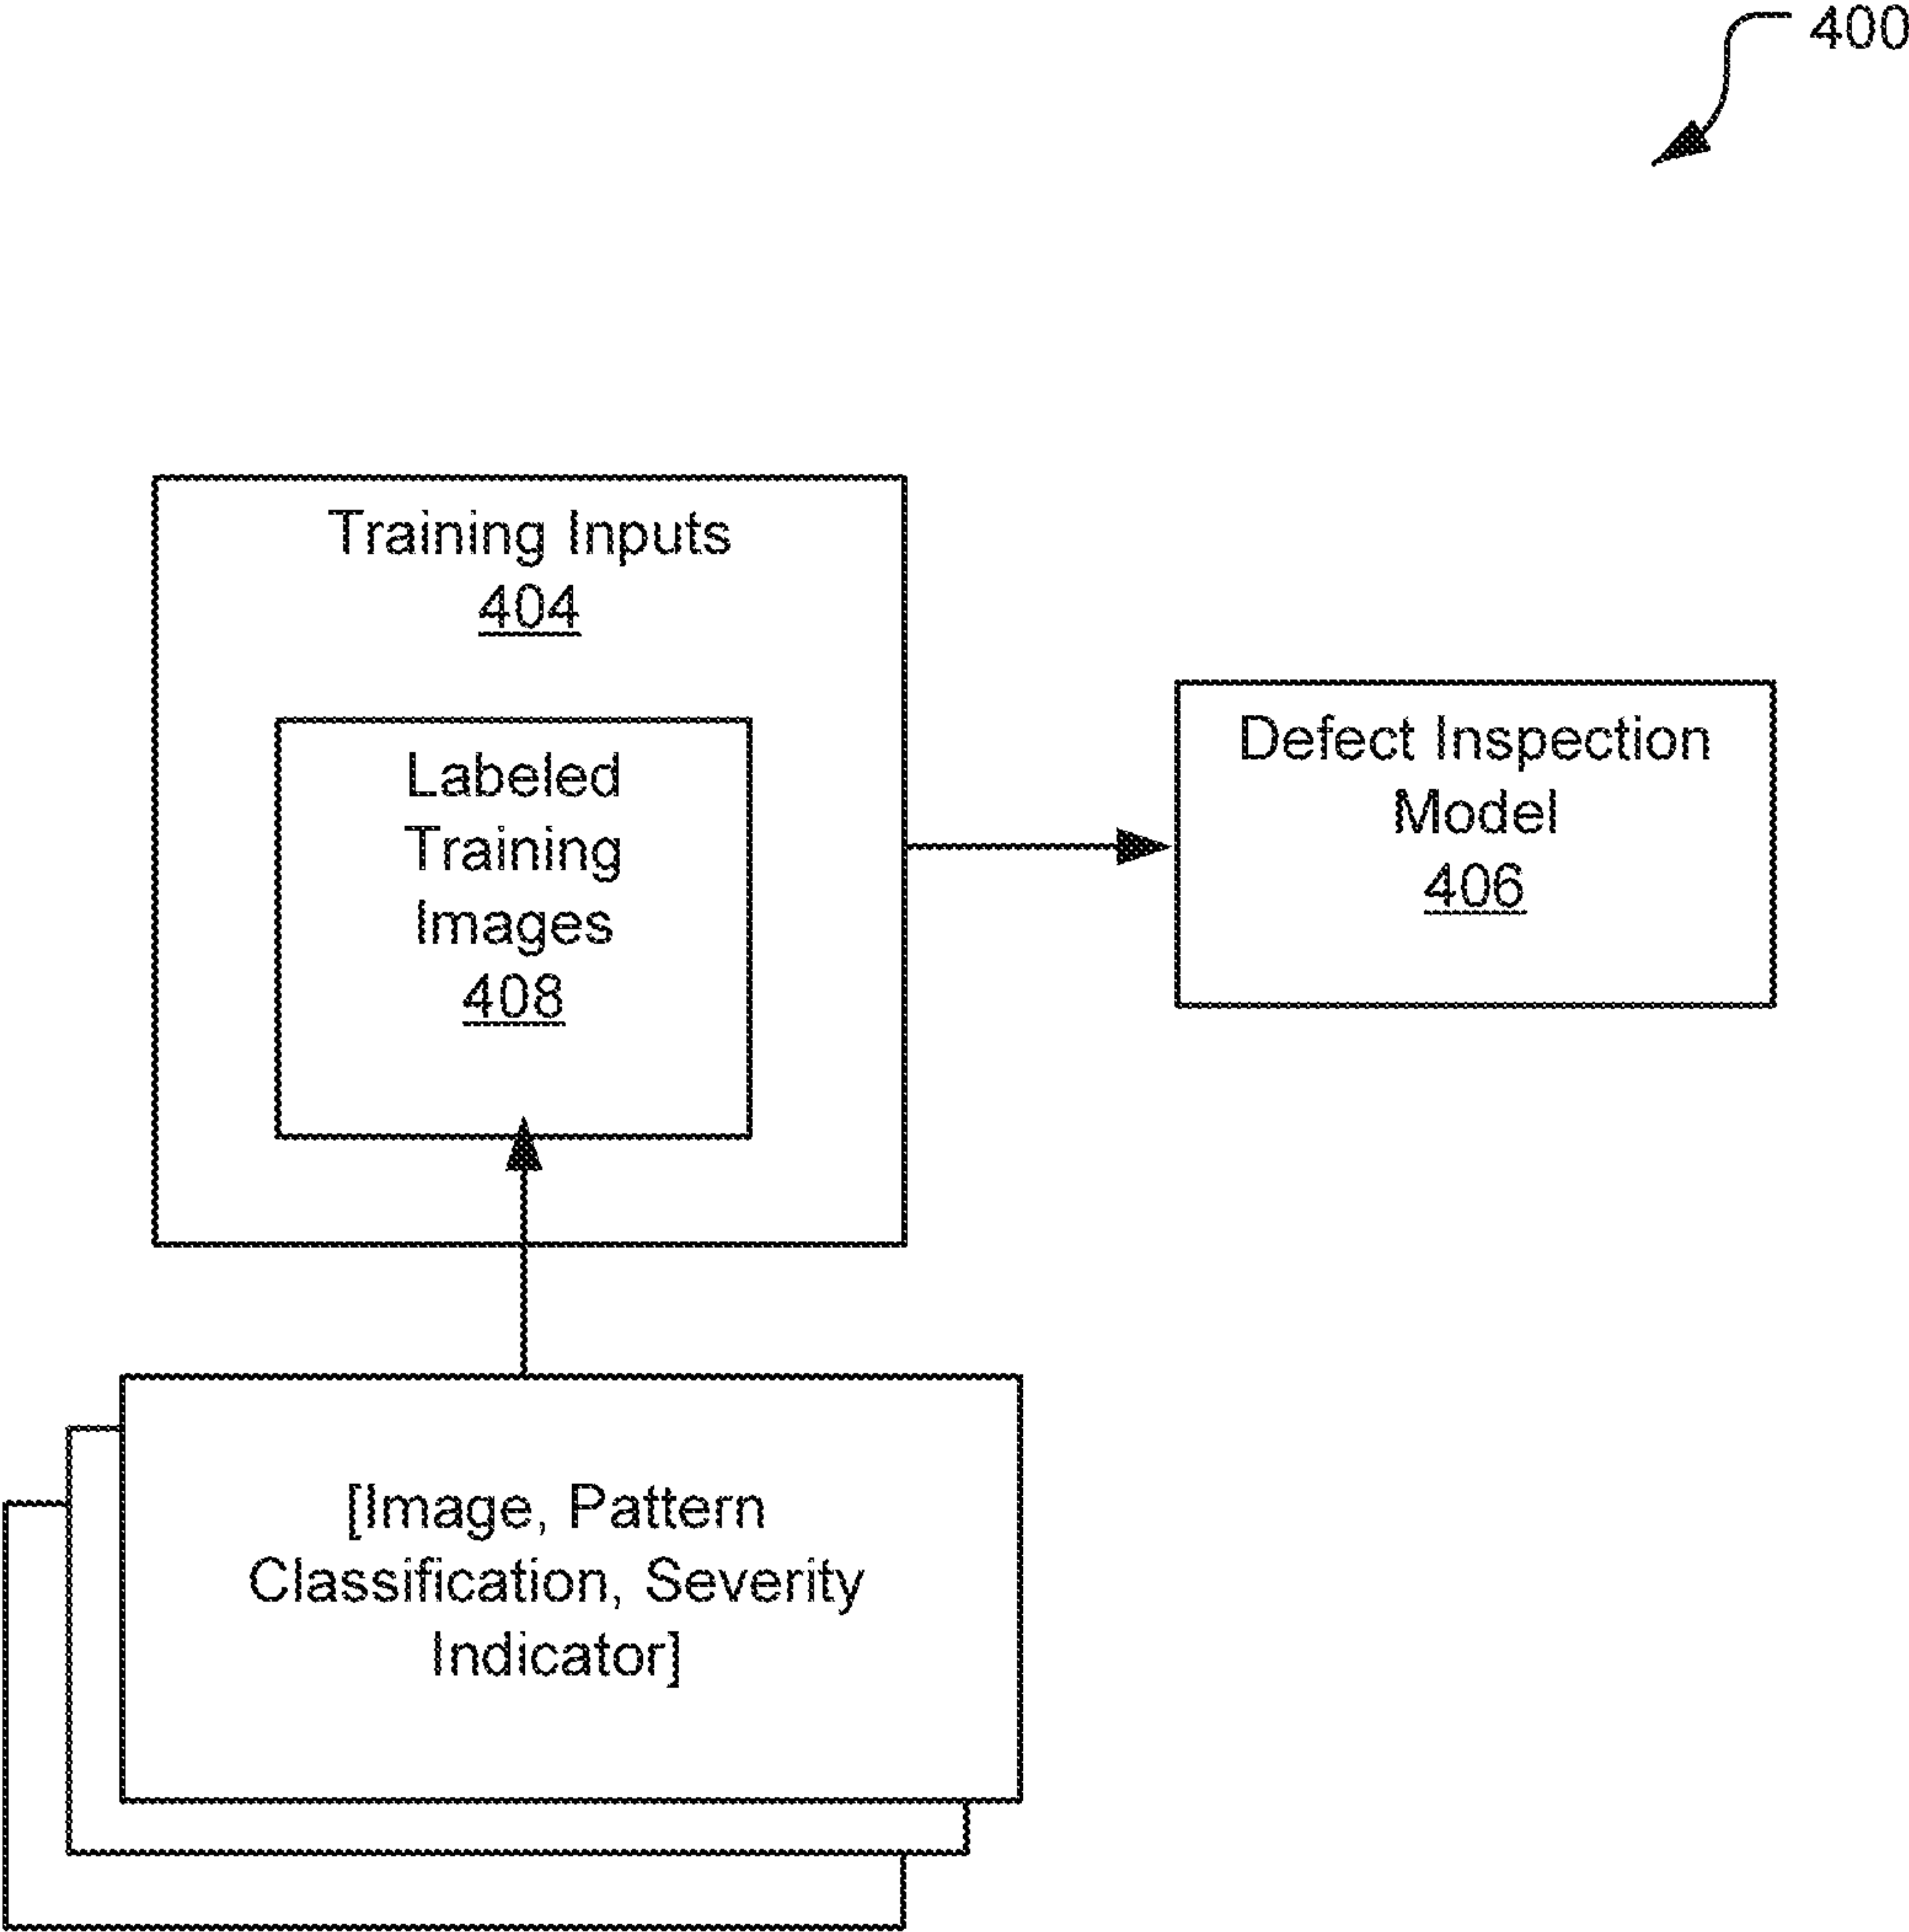 400
Training Inputs
404
Labeled
Training
Images
408
Defect Inspection
Model
406
[Image, Pattern
Classification, Severity
Indicator]